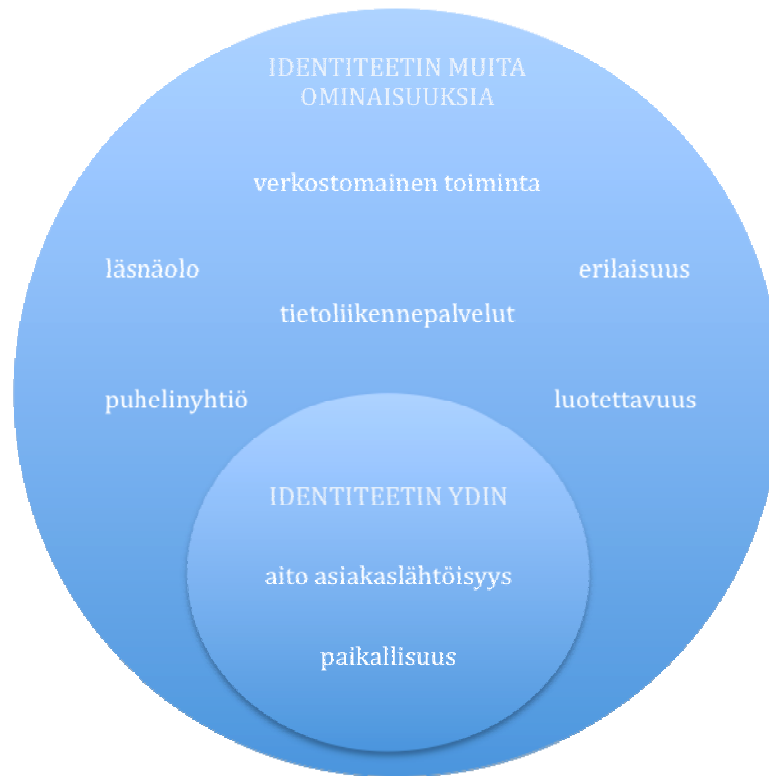 IDENTITEETIN MUITA
OMINAISUUKSIA
verkostomainen toiminta
läsnäolo
erilaisuus
tietoliikennepalvelut
puhelinyhtiö
luotettavuus
IDENTITEETIN YDIN
aito asiakaslähtöisyys
paikallisuus